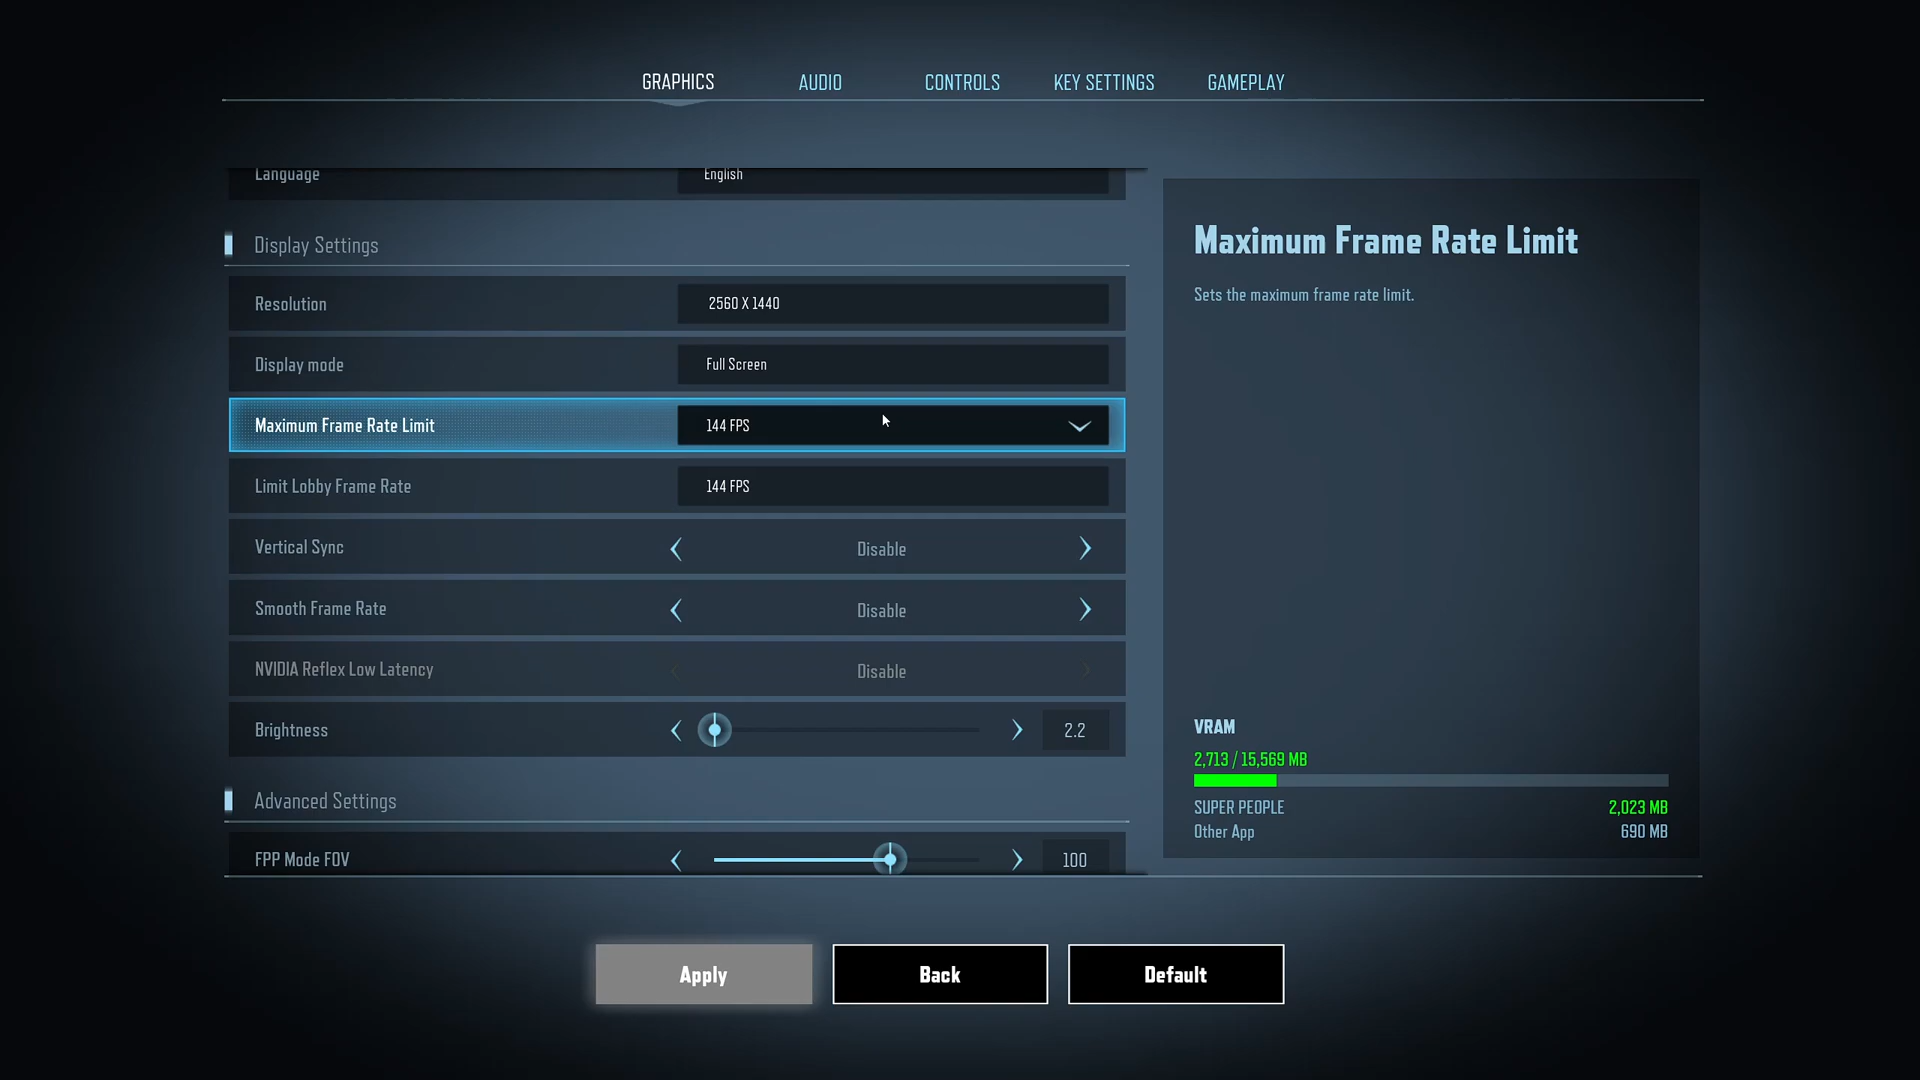 GRAPHICS AUDIO CONTROLS KEY SETTINGS GAMEPLAY
Language English
Display Settings
Resolution 2560 X 1440
Display mode Full Screen
Maximum Frame Rate Limit 144 FPS
Limit Lobby Frame Rate 144 FPS
Vertical Sync Disable
Smooth Frame Rate Disable
NVIDIA Reflex Low Latency Disable
Brightness 2.2
Advanced Settings
FPP Mode FOV 100
Maximum Frame Rate Limit
Sets the maximum frame rate limit.
VRAM
2,713 / 15,569 MB
SUPER PEOPLE 2,023 MB
Other App 690 MB
Apply Back Default